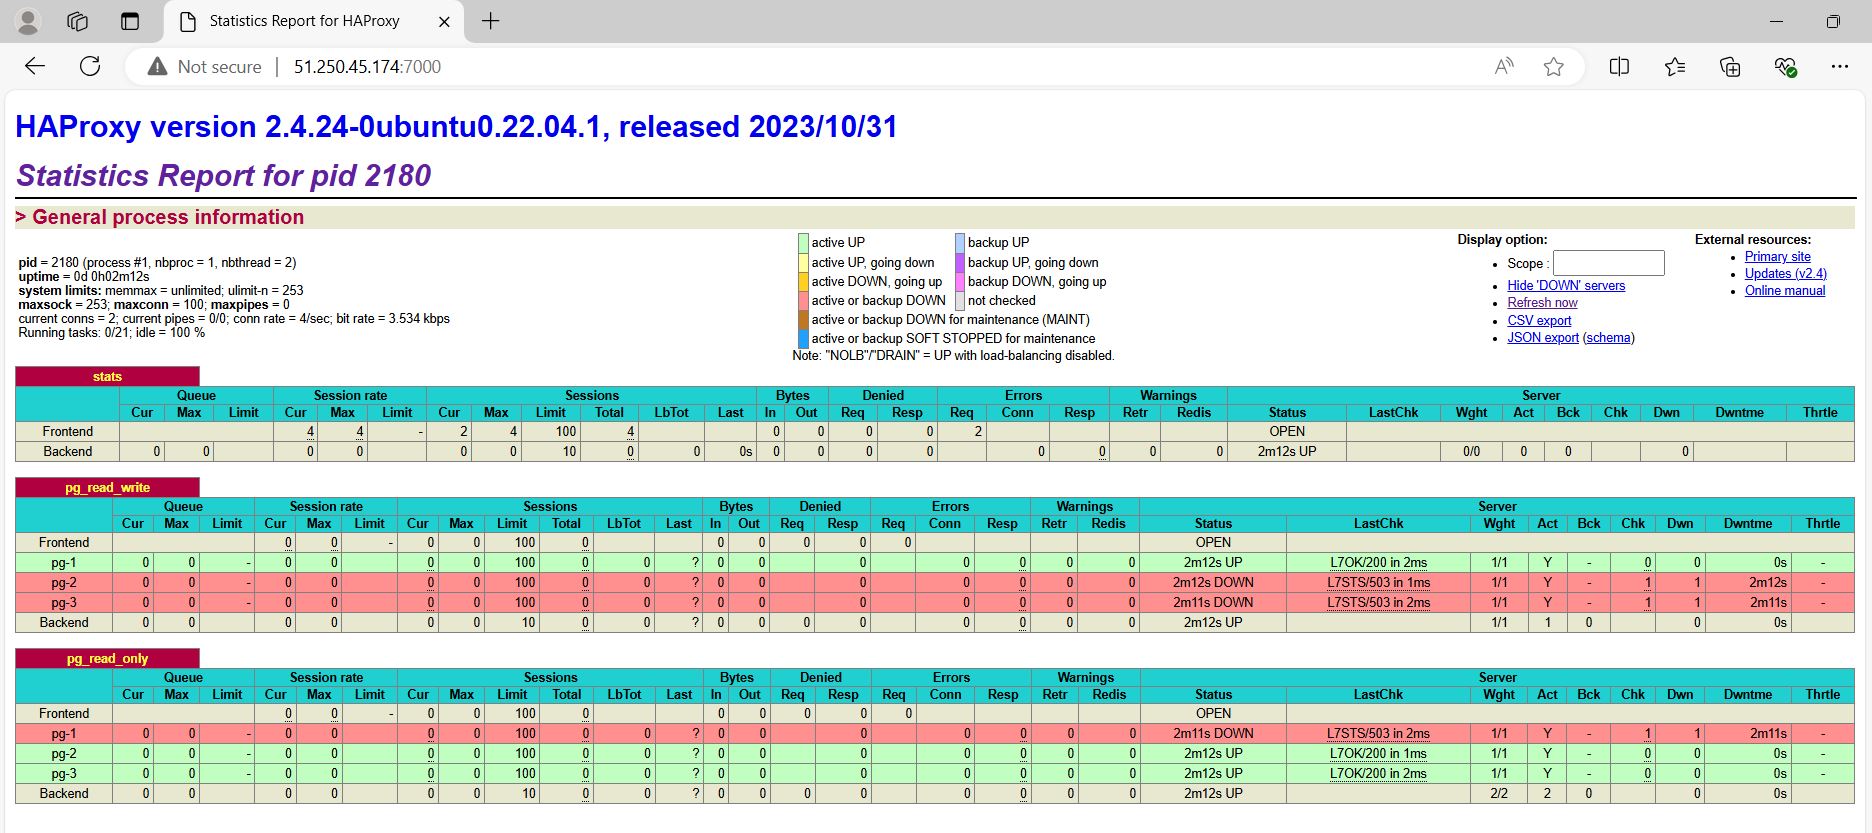 Statistics Report for HAProxy
Not secure 51.250.45.174:7000
HAProxy version 2.4.24-0ubuntu0.22.04.1, released 2023/10/31
Statistics Report for pid 2180
> General process information
pid = 2180 (process #1, nbproc = 1, nbthread = 2)
uptime = 0d 0h02m12s
system limits: memmax = unlimited; ulimit-n = 253
maxsock = 253; maxconn = 100; maxpipes = 0
current conns = 2; current pipes = 0/0; conn rate = 4/sec; bit rate = 3.534 kbps
Running tasks: 0/21; idle = 100 %
active UP backup UP
active UP, going down backup UP, going down
active DOWN, going up backup DOWN, going up
active or backup DOWN not checked
active or backup DOWN for maintenance (MAINT)
active or backup SOFT STOPPED for maintenance
Note: "NOLB"/"DRAIN" = UP with load-balancing disabled.
Display option:
• Scope :
• Hide 'DOWN' servers
• Refresh now
• CSV export
• JSON export (schema)
External resources:
• Primary site
• Updates (v2.4)
• Online manual
stats
Queue Session rate Sessions Bytes Denied Errors Warnings Server
Cur Max Limit Cur Max Limit Cur Max Limit Total LbTot Last In Out Req Resp Req Conn Resp Retr Redis Status LastChk Wght Act Bck Chk Dwn Dwntme Thrtle
Frontend 4 4 - 2 4 100 4 0 0 0 0 2 OPEN
Backend 0 0 0 0 0 0 10 0 0 0s 0 0 0 0 0 0 0 0 2m12s UP 0/0 0 0 0
pg_read_write
Queue Session rate Sessions Bytes Denied Errors Warnings Server
Cur Max Limit Cur Max Limit Cur Max Limit Total LbTot Last In Out Req Resp Req Conn Resp Retr Redis Status LastChk Wght Act Bck Chk Dwn Dwntme Thrtle
Frontend 0 0 - 0 0 100 0 0 0 0 0 0 OPEN
pg-1 0 0 - 0 0 0 0 100 0 0 ? 0 0 0 0 0 0 0 2m12s UP L7OK/200 in 2ms 1/1 Y - 0 0 0s -
pg-2 0 0 - 0 0 0 0 100 0 0 ? 0 0 0 0 0 0 0 2m12s DOWN L7STS/503 in 1ms 1/1 Y - 1 1 2m12s -
pg-3 0 0 - 0 0 0 0 100 0 0 ? 0 0 0 0 0 0 0 2m11s DOWN L7STS/503 in 2ms 1/1 Y - 1 1 2m11s -
Backend 0 0 0 0 0 0 10 0 0 ? 0 0 0 0 0 0 0 0 2m12s UP 1/1 1 0 0 0s
pg_read_only
Queue Session rate Sessions Bytes Denied Errors Warnings Server
Cur Max Limit Cur Max Limit Cur Max Limit Total LbTot Last In Out Req Resp Req Conn Resp Retr Redis Status LastChk Wght Act Bck Chk Dwn Dwntme Thrtle
Frontend 0 0 - 0 0 100 0 0 0 0 0 0 OPEN
pg-1 0 0 - 0 0 0 0 100 0 0 ? 0 0 0 0 0 0 0 2m11s DOWN L7STS/503 in 2ms 1/1 Y - 1 1 2m11s -
pg-2 0 0 - 0 0 0 0 100 0 0 ? 0 0 0 0 0 0 0 2m12s UP L7OK/200 in 1ms 1/1 Y - 0 0 0s -
pg-3 0 0 - 0 0 0 0 100 0 0 ? 0 0 0 0 0 0 0 2m12s UP L7OK/200 in 2ms 1/1 Y - 0 0 0s -
Backend 0 0 0 0 0 0 10 0 0 ? 0 0 0 0 0 0 0 0 2m12s UP 2/2 2 0 0 0s